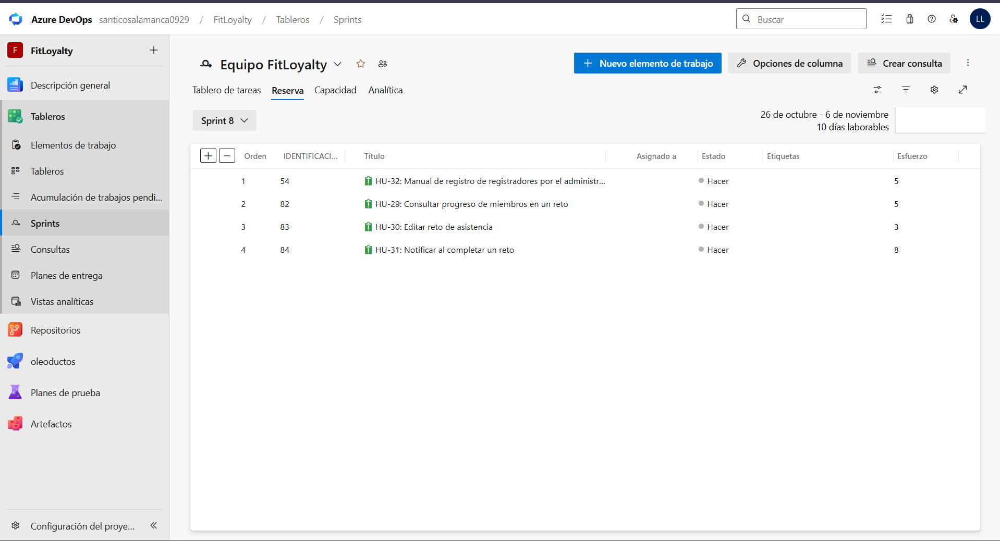 Azure DevOps santicosalamanca0929 / FitLoyalty / Tableros / Sprints
Buscar
LL
F FitLoyalty
Descripción general
Tableros
Elementos de trabajo
Tableros
Acumulación de trabajos pendi...
Sprints
Consultas
Planes de entrega
Vistas analíticas
Repositorios
oleoductos
Planes de prueba
Artefactos
Configuración del proye...
Equipo FitLoyalty
Nuevo elemento de trabajo
Opciones de columna
Crear consulta
Tablero de tareas Reserva Capacidad Analítica
Sprint 8
26 de octubre - 6 de noviembre
10 días laborables
Orden IDENTIFICACI... Título Asignado a Estado Etiquetas Esfuerzo
1 54 HU-32: Manual de registro de registradores por el administr... Hacer 5
2 82 HU-29: Consultar progreso de miembros en un reto Hacer 5
3 83 HU-30: Editar reto de asistencia Hacer 3
4 84 HU-31: Notificar al completar un reto Hacer 8